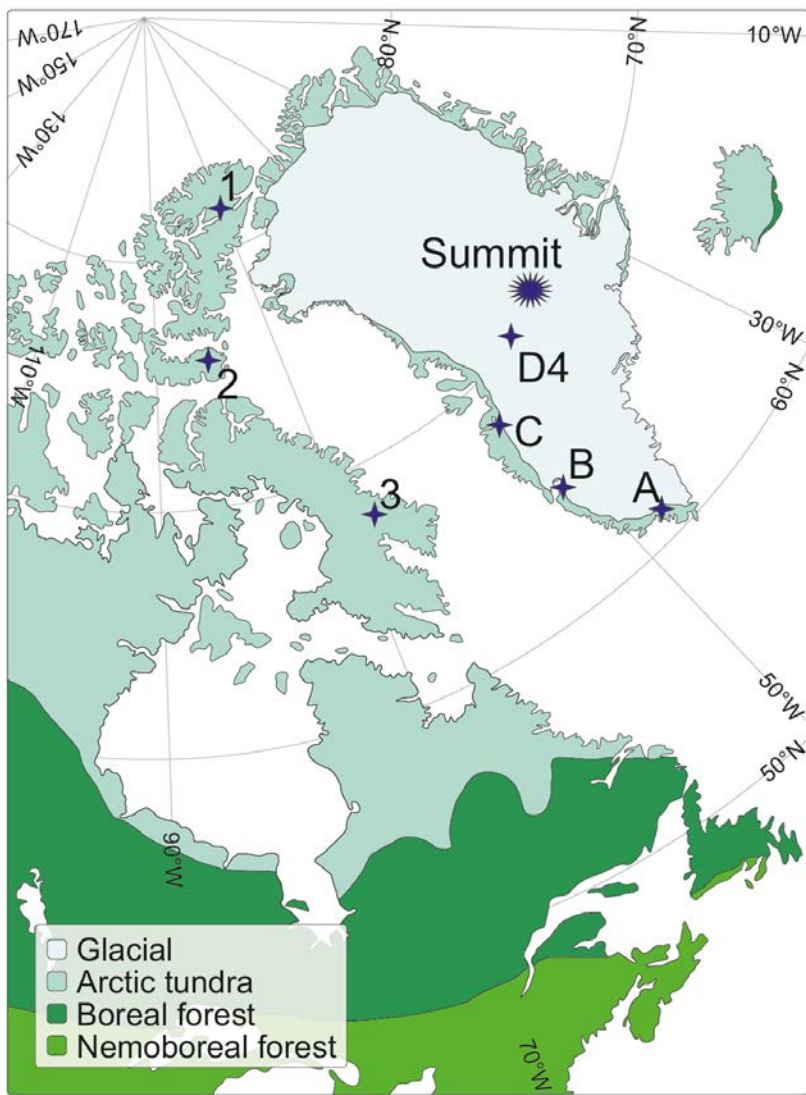 170°W
150°W
130°W
110°W
80°N
70°N
10°W
1
Summit
30°W
60°N
2
D4
C
B
A
3
50°W
50°N
90°W
70°W
Glacial
Arctic tundra
Boreal forest
Nemoboreal forest